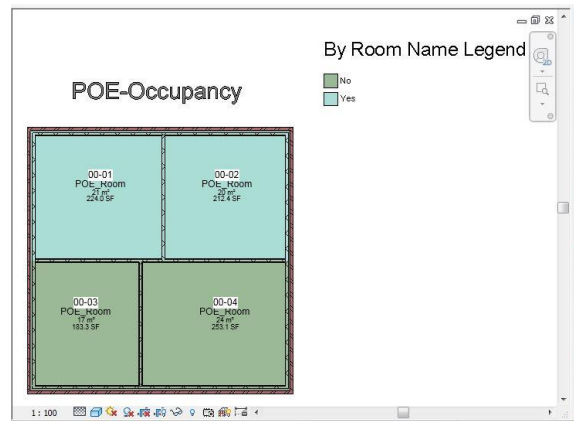 By Room Name Legend
No
Yes
POE-Occupancy
00-01
POE_Room
21 m²
224.0 SF
00-02
POE_Room
20 m²
212.4 SF
00-03
POE_Room
17 m²
183.3 SF
00-04
POE_Room
24 m²
253.1 SF
2D
1 : 100